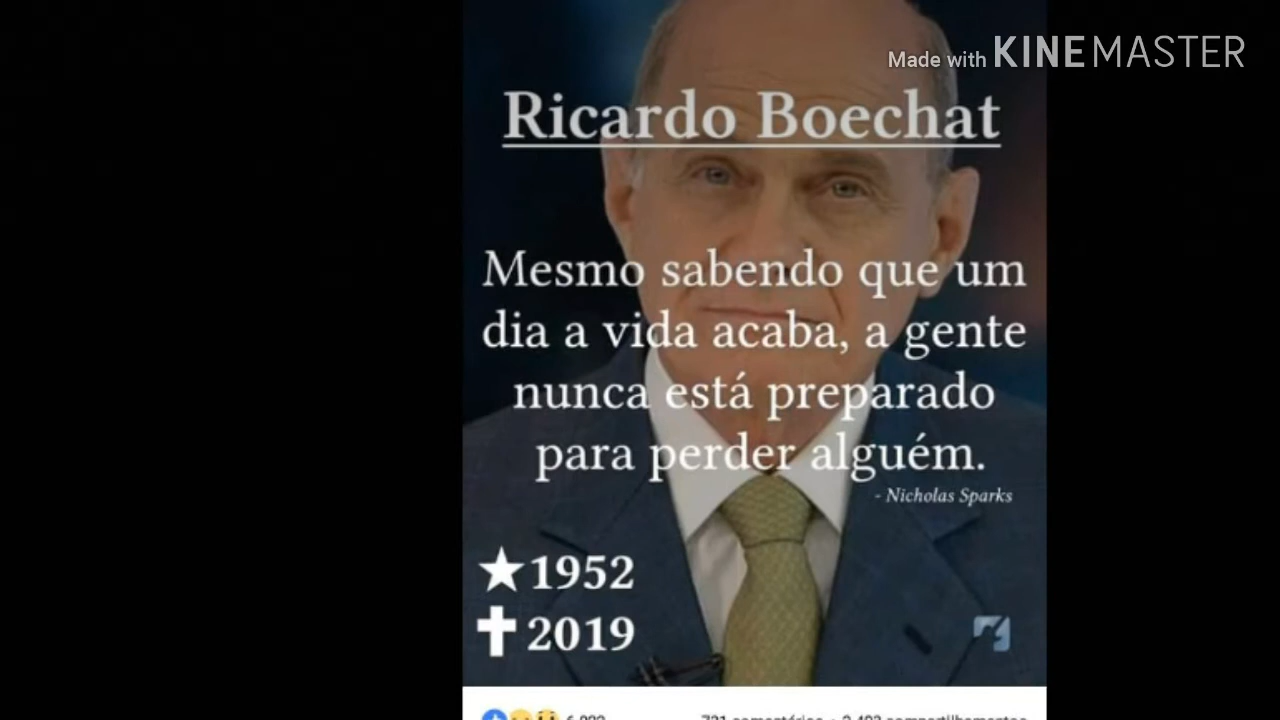 Made with KINEMASTER
Ricardo Boechat
Mesmo sabendo que um
dia a vida acaba, a gente
nunca está preparado
para perder alguém.
- Nicholas Sparks
★1952
✝2019